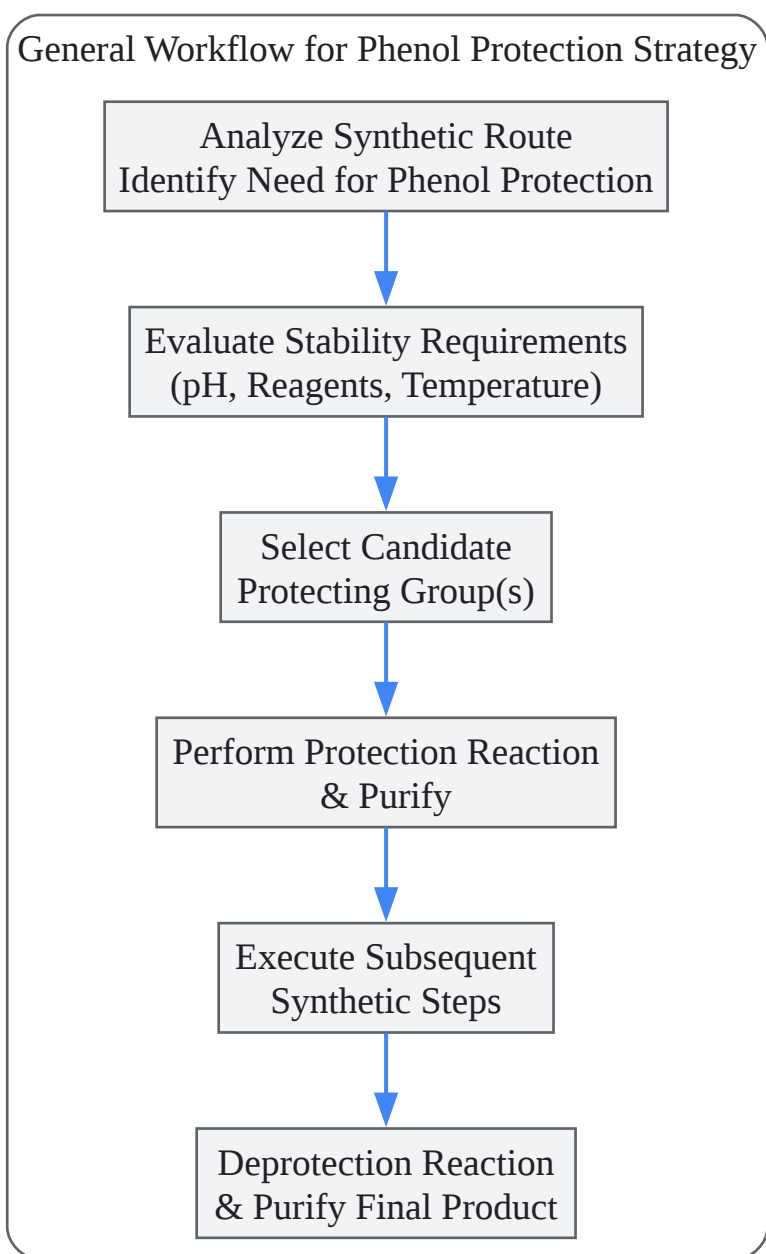 General Workflow for Phenol Protection Strategy
Analyze Synthetic Route
Identify Need for Phenol Protection
Evaluate Stability Requirements
(pH, Reagents, Temperature)
Select Candidate
Protecting Group(s)
Perform Protection Reaction
& Purify
Execute Subsequent
Synthetic Steps
Deprotection Reaction
& Purify Final Product